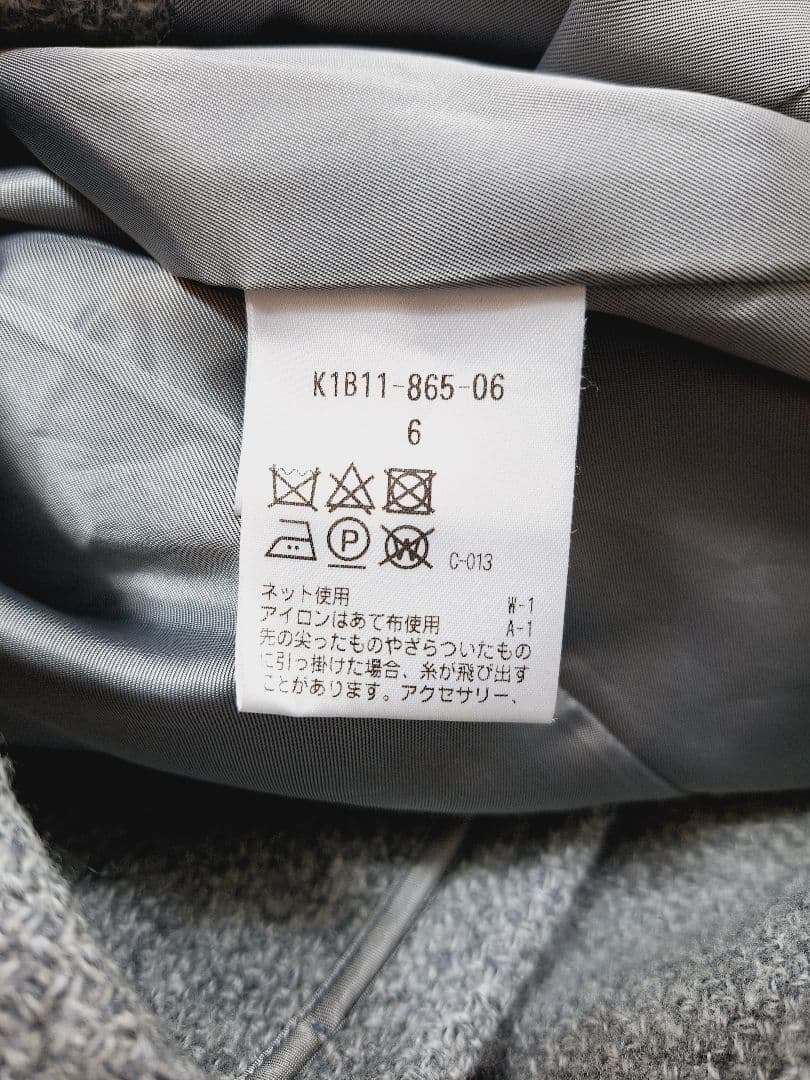 K1B11-865-06
6
P W C-013
ネット使用 W-1
アイロンはあて布使用 A-1
先の尖ったものやざらついたもの
に引っ掛けた場合、糸が飛び出す
ことがあります。アクセサリー、